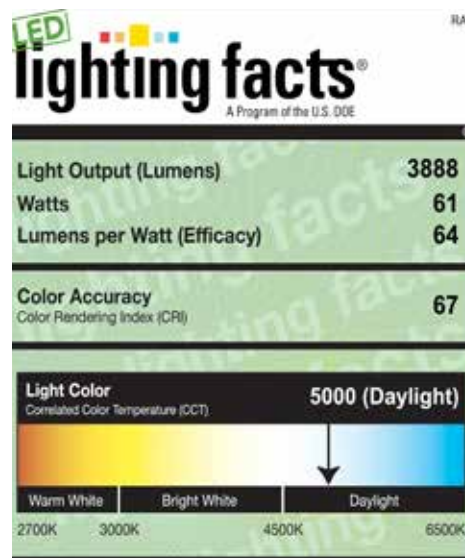 LED
lighting facts®
A Program of the U.S. DOE
Light Output (Lumens) 3888
Watts 61
Lumens per Watt (Efficacy) 64
Color Accuracy 67
Color Rendering Index (CRI)
Light Color 5000 (Daylight)
Correlated Color Temperature (CCT)
Warm White Bright White Daylight
2700K 3000K 4500K 6500K